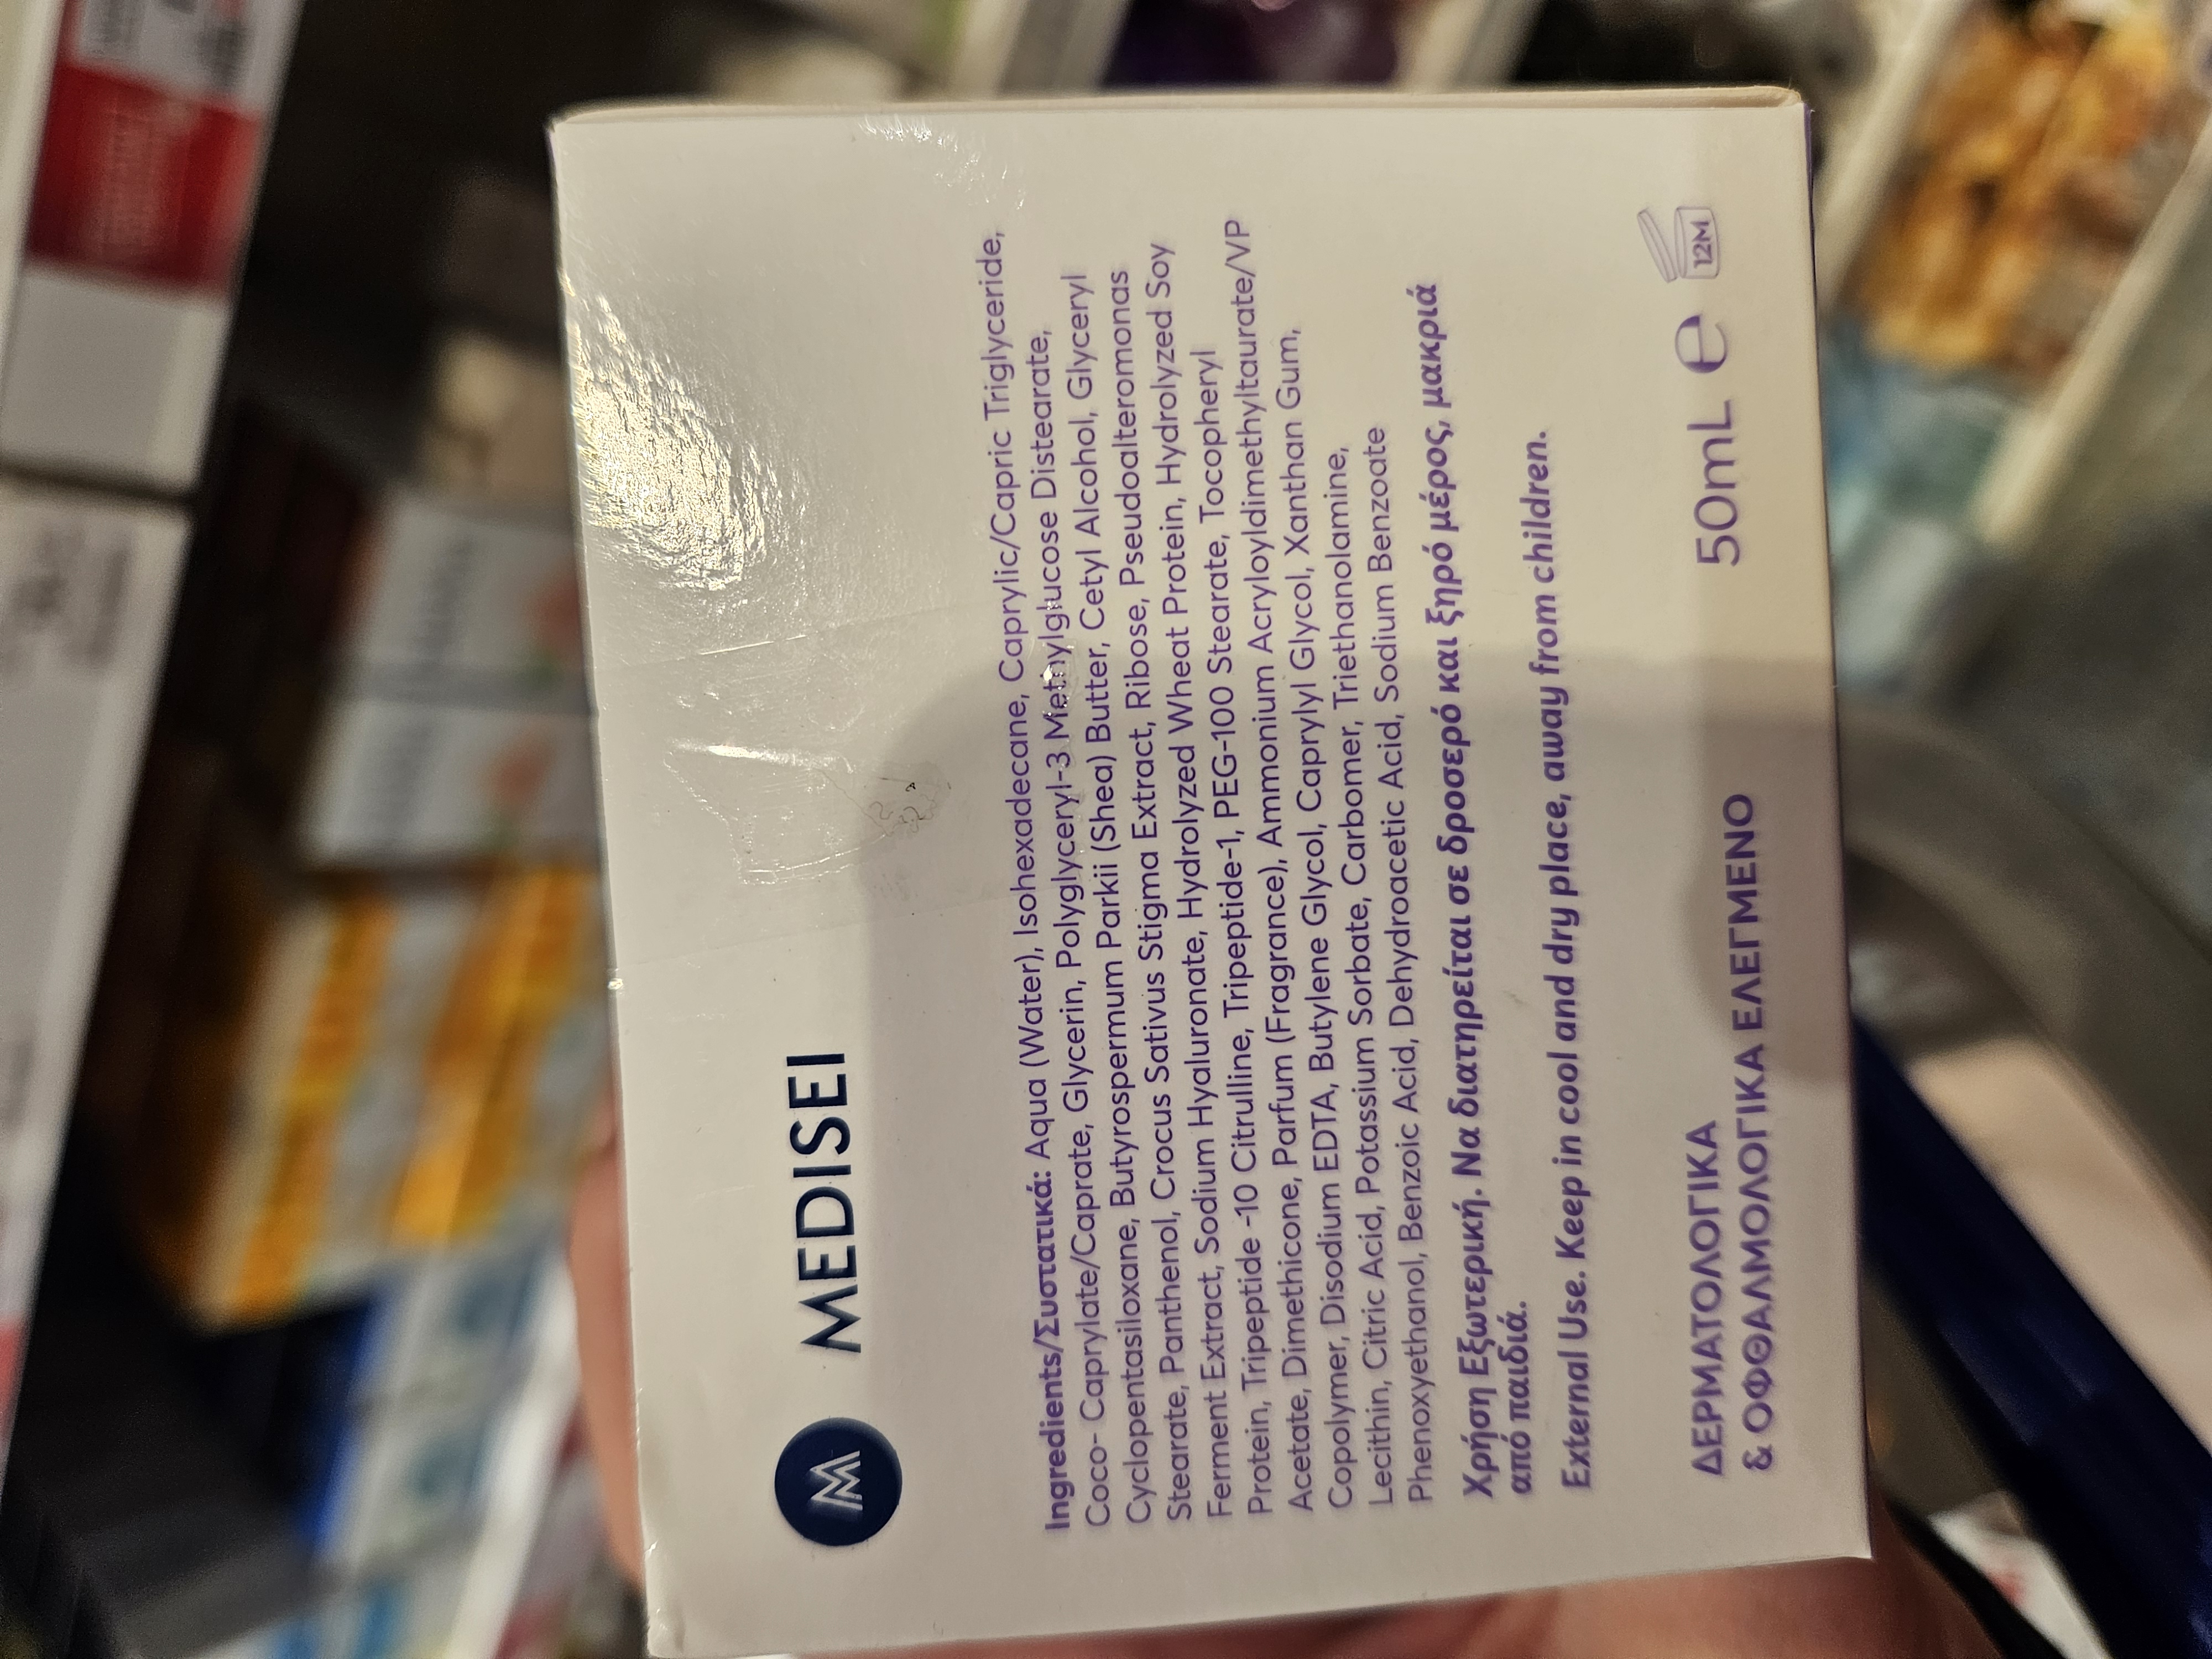 MEDISEI
Ingredients/Συστατικά: Aqua (Water), Isohexadecane, Caprylic/Capric Triglyceride,
Coco- Caprylate/Caprate, Glycerin, Polyglyceryl-3 Methylglucose Distearate,
Cyclopentasiloxane, Butyrospermum Parkii (Shea) Butter, Cetyl Alcohol, Glyceryl
Stearate, Panthenol, Crocus Sativus Stigma Extract, Ribose, Pseudoalteromonas
Ferment Extract, Sodium Hyaluronate, Hydrolyzed Wheat Protein, Hydrolyzed Soy
Protein, Tripeptide -10 Citrulline, Tripeptide-1, PEG-100 Stearate, Tocopheryl
Acetate, Dimethicone, Parfum (Fragrance), Ammonium Acryloyldimethyltaurate/VP
Copolymer, Disodium EDTA, Butylene Glycol, Caprylyl Glycol, Xanthan Gum,
Lecithin, Citric Acid, Potassium Sorbate, Carbomer, Triethanolamine,
Phenoxyethanol, Benzoic Acid, Dehydroacetic Acid, Sodium Benzoate
Χρήση Εξωτερική. Να διατηρείται σε δροσερό και ξηρό μέρος, μακριά
από παιδιά.
External Use. Keep in cool and dry place, away from children.
ΔΕΡΜΑΤΟΛΟΓΙΚΑ
& ΟΦΘΑΛΜΟΛΟΓΙΚΑ ΕΛΕΓΜΕΝΟ
50mL e 12M